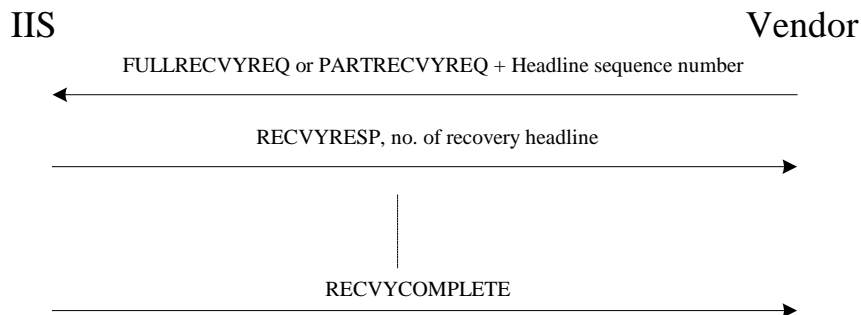 IIS
Vendor
FULLRECVYREQ or PARTRECVYREQ + Headline sequence number
RECVYRESP, no. of recovery headline
RECVYCOMPLETE